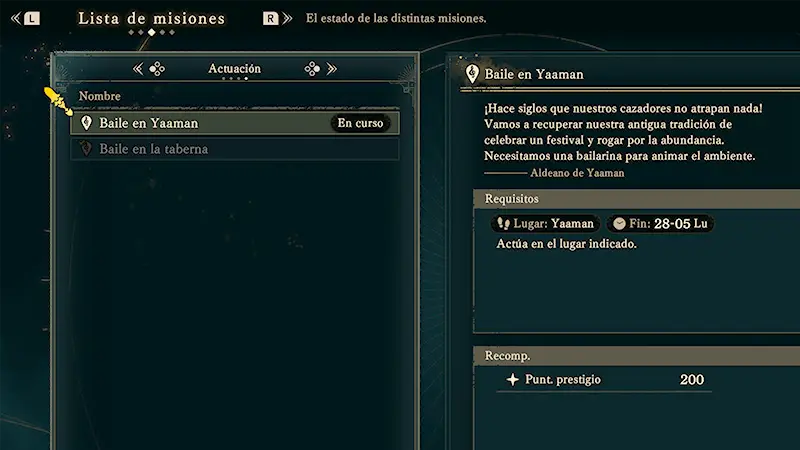 L
Lista de misiones
R
El estado de las distintas misiones.
Actuación
Nombre
Baile en Yaaman
En curso
Baile en la taberna
Baile en Yaaman
¡Hace siglos que nuestros cazadores no atrapan nada!
Vamos a recuperar nuestra antigua tradición de
celebrar un festival y rogar por la abundancia.
Necesitamos una bailarina para animar el ambiente.
Aldeano de Yaaman
Requisitos
Lugar: Yaaman
Fin: 28-05 Lu
Actúa en el lugar indicado.
Recomp.
Punt. prestigio 200